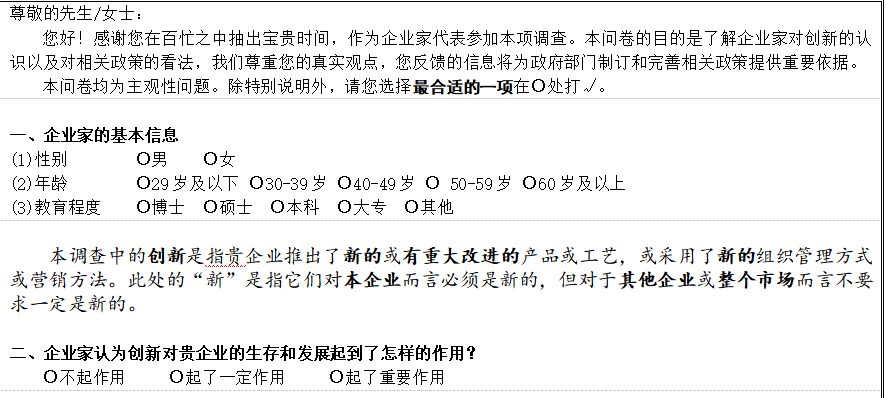 尊敬的先生/女士：
您好！感谢您在百忙之中抽出宝贵时间，作为企业家代表参加本项调查。本问卷的目的是了解企业家对创新的认
识以及对相关政策的看法，我们尊重您的真实观点，您反馈的信息将为政府部门制订和完善相关政策提供重要依据。
本问卷均为主观性问题。除特别说明外，请您选择最合适的一项在O处打√。
一、企业家的基本信息
(1)性别 O男 O女
(2)年龄 O29岁及以下 O30-39岁 O40-49岁 O 50-59岁 O60岁及以上
(3)教育程度 O博士 O硕士 O本科 O大专 O其他
本调查中的创新是指贵企业推出了新的或有重大改进的产品或工艺，或采用了新的组织管理方式
或营销方法。此处的“新”是指它们对本企业而言必须是新的，但对于其他企业或整个市场而言不要
求一定是新的。
二、企业家认为创新对贵企业的生存和发展起到了怎样的作用？
O不起作用 O起了一定作用 O起了重要作用